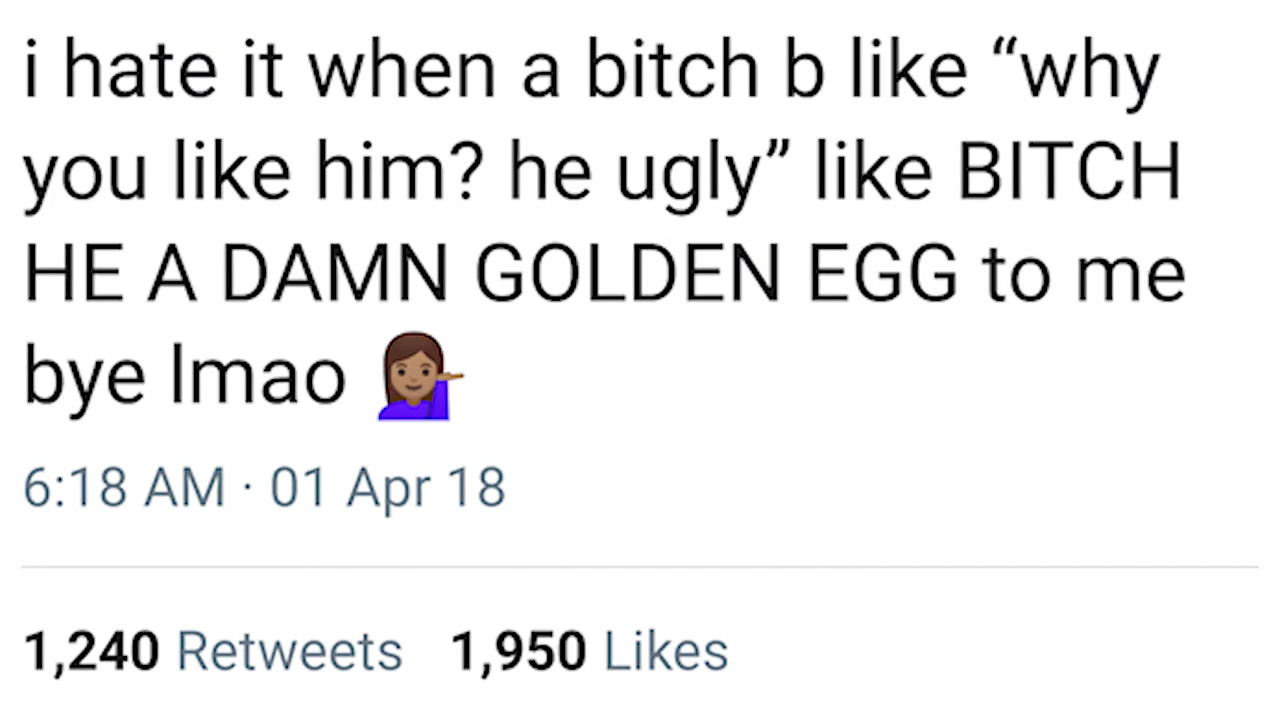 i hate it when a bitch b like “why
you like him? he ugly” like BITCH
HE A DAMN GOLDEN EGG to me
bye lmao 💁🏽‍♀️
6:18 AM · 01 Apr 18
1,240 Retweets 1,950 Likes